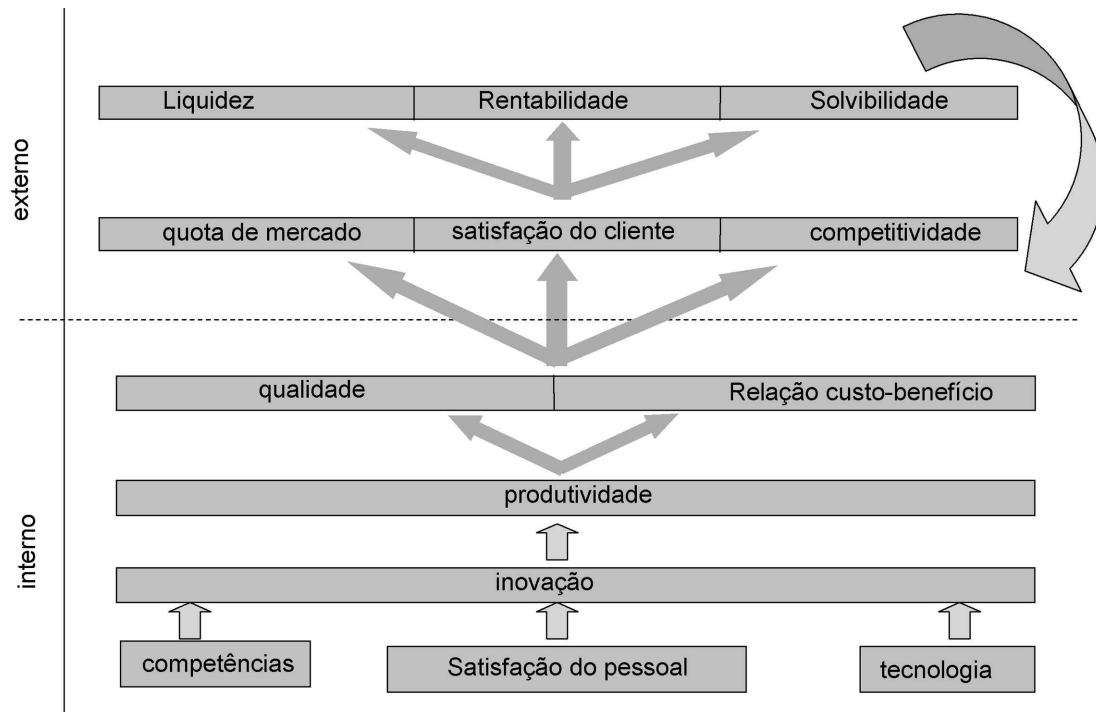 Liquidez
Rentabilidade
Solvibilidade
externo
quota de mercado
satisfação do cliente
competitividade
qualidade
Relação custo-benefício
produtividade
interno
inovação
competências
Satisfação do pessoal
tecnologia